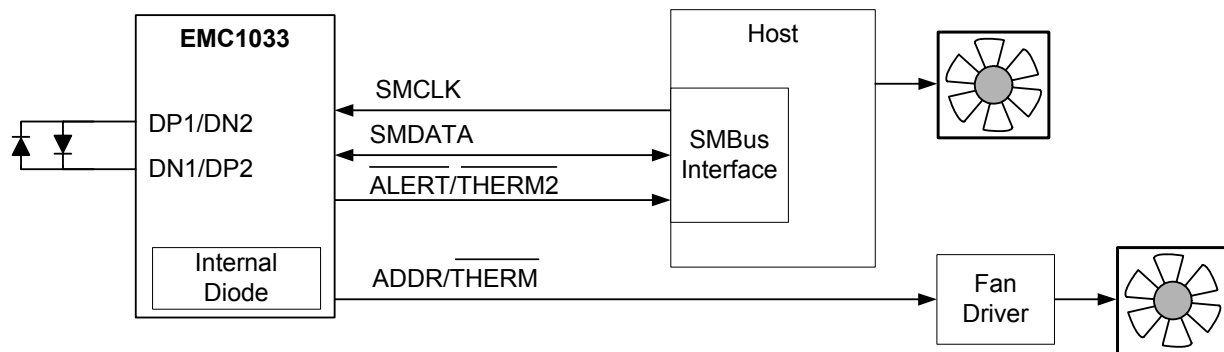 EMC1033
Host
SMCLK
DP1/DN2
SMDATA
SMBus
Interface
DN1/DP2
ALERT/THERM2
Internal
Diode
ADDR/THERM
Fan
Driver